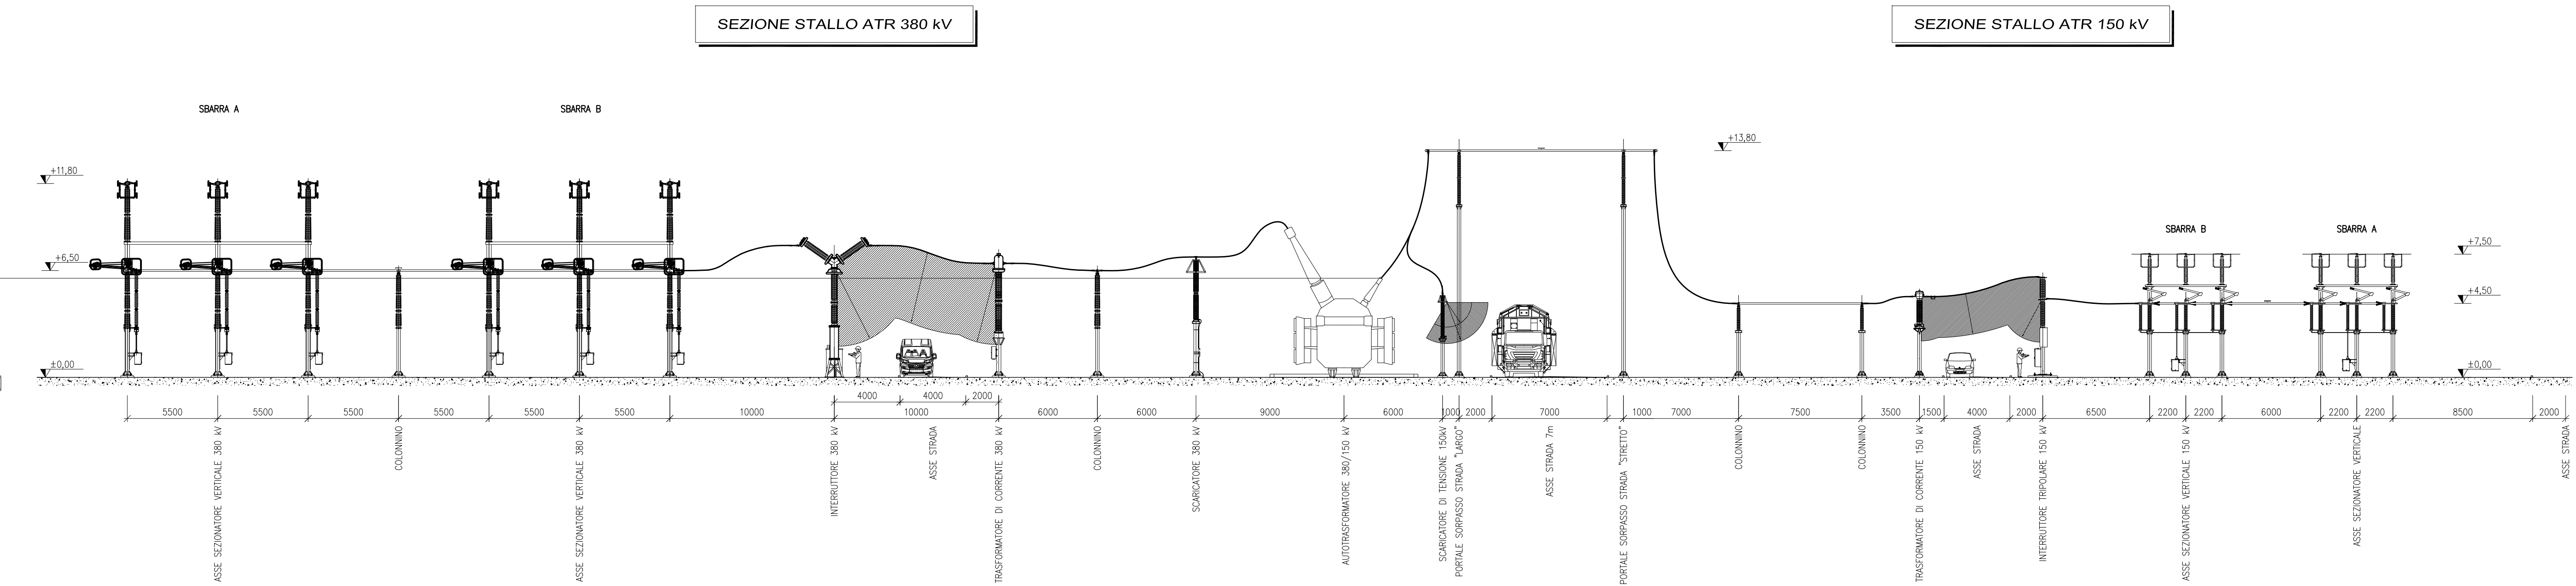 SEZIONE STALLO ATR 380 kV
SEZIONE STALLO ATR 150 kV
SBARRA A
SBARRA B
+13,80
+11,80
SBARRA B
SBARRA A
+7,50
+6,50
+4,50
±0,00
±0,00
4000
4000
2000
5500
5500
5500
5500
5500
5500
10000
10000
6000
6000
9000
6000
1000
2000
7000
1000
7000
7500
3500
1500
4000
2000
6500
2200
2200
6000
2200
2200
8500
2000
ASSE SEZIONATORE VERTICALE 380 kV
COLONNINO
ASSE SEZIONATORE VERTICALE 380 kV
INTERRUTTORE 380 kV
ASSE STRADA
TRASFORMATORE DI CORRENTE 380 kV
COLONNINO
SCARICATORE 380 kV
AUTOTRASFORMATORE 380/150 kV
SCARICATORE DI TENSIONE 150kV
PORTALE SORPASSO STRADA "LARGO"
ASSE STRADA 7m
PORTALE SORPASSO STRADA "STRETTO"
COLONNINO
COLONNINO
TRASFORMATORE DI CORRENTE 150 kV
ASSE STRADA
INTERRUTTORE TRIPOLARE 150 kV
ASSE SEZIONATORE VERTICALE 150 kV
ASSE SEZIONATORE VERTICALE
ASSE STRADA